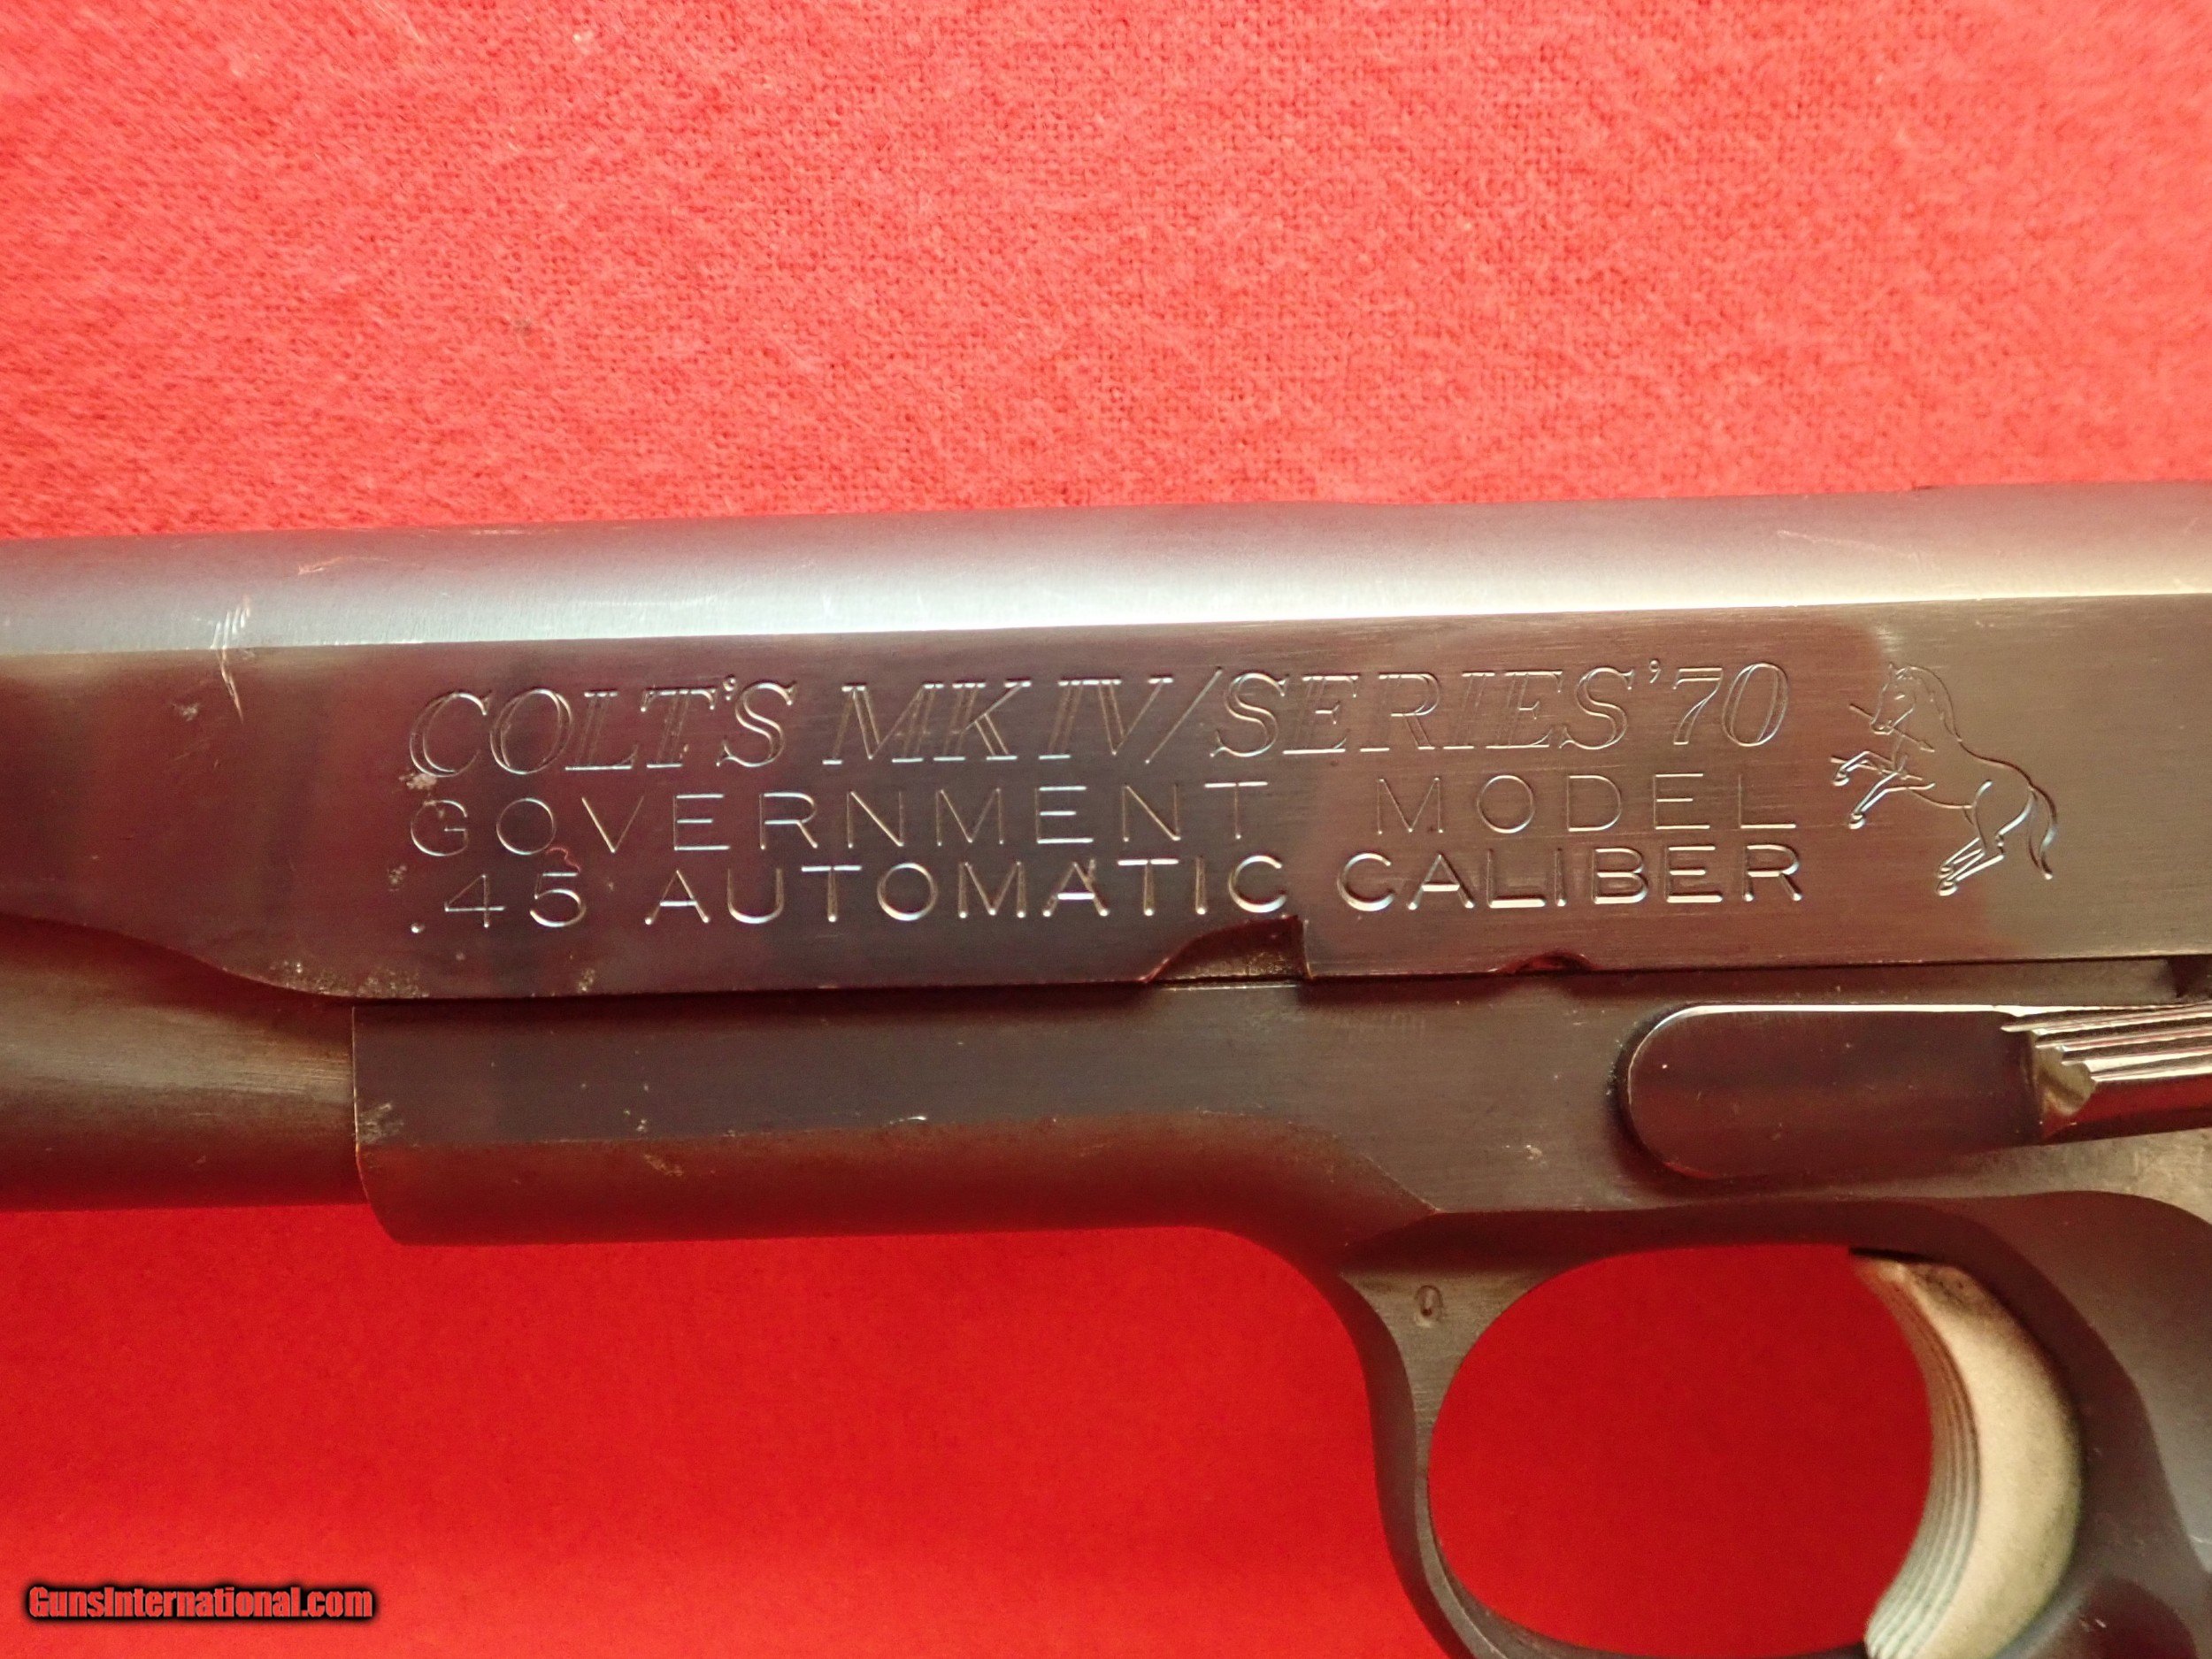 COLT'S MK IV/SERIES'70
GOVERNMENT MODEL
.45 AUTOMATIC CALIBER
GunsInternational.com